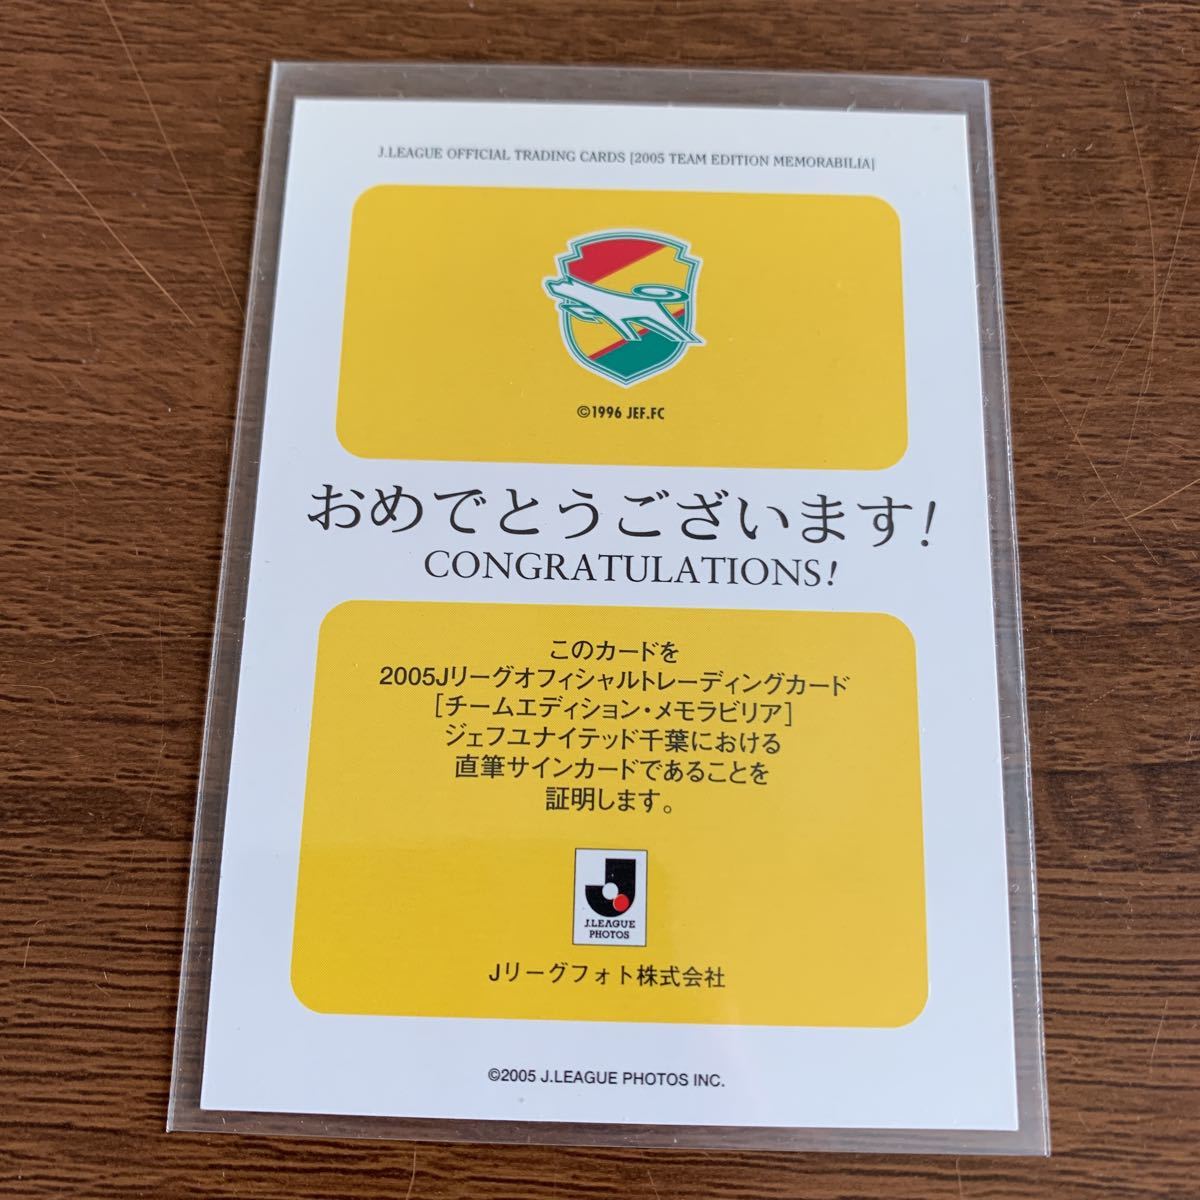 J.LEAGUE OFFICIAL TRADING CARDS [2005 TEAM EDITION MEMORABILIA]
©1996 JEF.FC
おめでとうございます!
CONGRATULATIONS!
このカードを
2005Jリーグオフィシャルトレーディングカード
[チームエディション・メモラビリア]
ジェフユナイテッド千葉における
直筆サインカードであることを
証明します。
J.LEAGUE
PHOTOS
Jリーグフォト株式会社
©2005 J.LEAGUE PHOTOS INC.